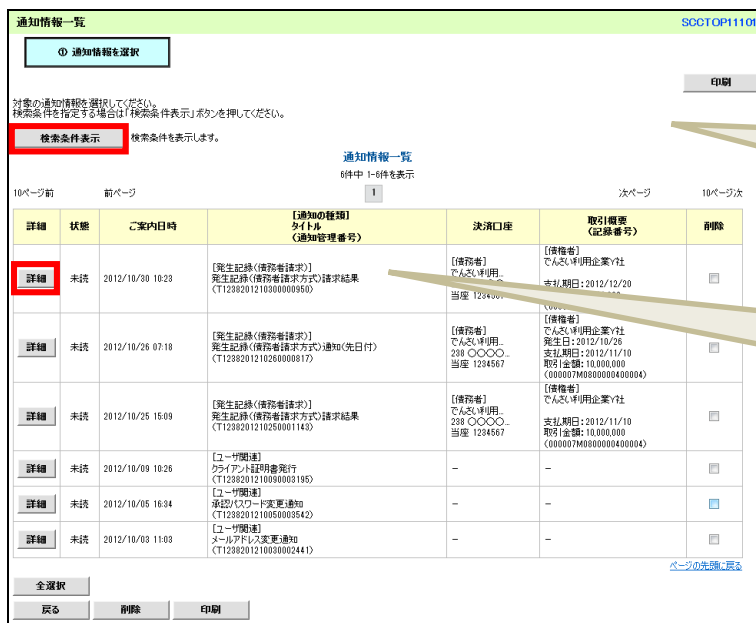 通知情報一覧
SCCTOP11101
① 通知情報を選択
印刷
対象の通知情報を選択してください。
検索条件を指定する場合は「検索条件表示」ボタンを押してください。
検索条件表示
検索条件を表示します。
通知情報一覧
6件中 1-6件を表示
10ページ前 前ページ 1 次ページ 10ページ次
詳細 状態 ご案内日時 [通知の種類] タイトル (通知管理番号) 決済口座 取引概要 (記録番号) 削除
詳細 未読 2012/10/30 10:23
[発生記録(債務者請求)]
発生記録(債務者請求方式)請求結果
(T1238201210300000950)
[債務者]
でんさい利用...
当座
[債権者]
でんさい利用企業Y社
支払期日:2012/12/20
詳細 未読 2012/10/26 07:18
[発生記録(債務者請求)]
発生記録(債務者請求方式)通知(先日付)
(T1238201210260000817)
[債務者]
でんさい利用...
238 〇〇〇〇...
当座 1234567
[債権者]
でんさい利用企業Y社
発生日:2012/10/26
支払期日:2012/11/10
取引金額:10,000,000
(000007M0800000400004)
詳細 未読 2012/10/25 15:09
[発生記録(債務者請求)]
発生記録(債務者請求方式)請求結果
(T1238201210250001143)
[債務者]
でんさい利用...
238 〇〇〇〇...
当座 1234567
[債権者]
でんさい利用企業Y社
支払期日:2012/11/10
取引金額:10,000,000
(000007M0800000400004)
詳細 未読 2012/10/09 10:26
[ユーザ関連]
クライアント証明書発行
(T1238201210090003195)
－ －
詳細 未読 2012/10/05 16:34
[ユーザ関連]
承認パスワード変更通知
(T1238201210050003542)
－ －
詳細 未読 2012/10/03 11:03
[ユーザ関連]
メールアドレス変更通知
(T1238201210030002441)
－ －
ページの先頭に戻る
全選択
戻る 削除 印刷